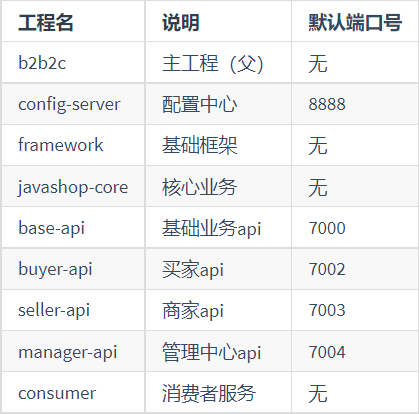 工程名 说明 默认端口号
b2b2c 主工程（父） 无
config-server 配置中心 8888
framework 基础框架 无
javashop-core 核心业务 无
base-api 基础业务api 7000
buyer-api 买家api 7002
seller-api 商家api 7003
manager-api 管理中心api 7004
consumer 消费者服务 无